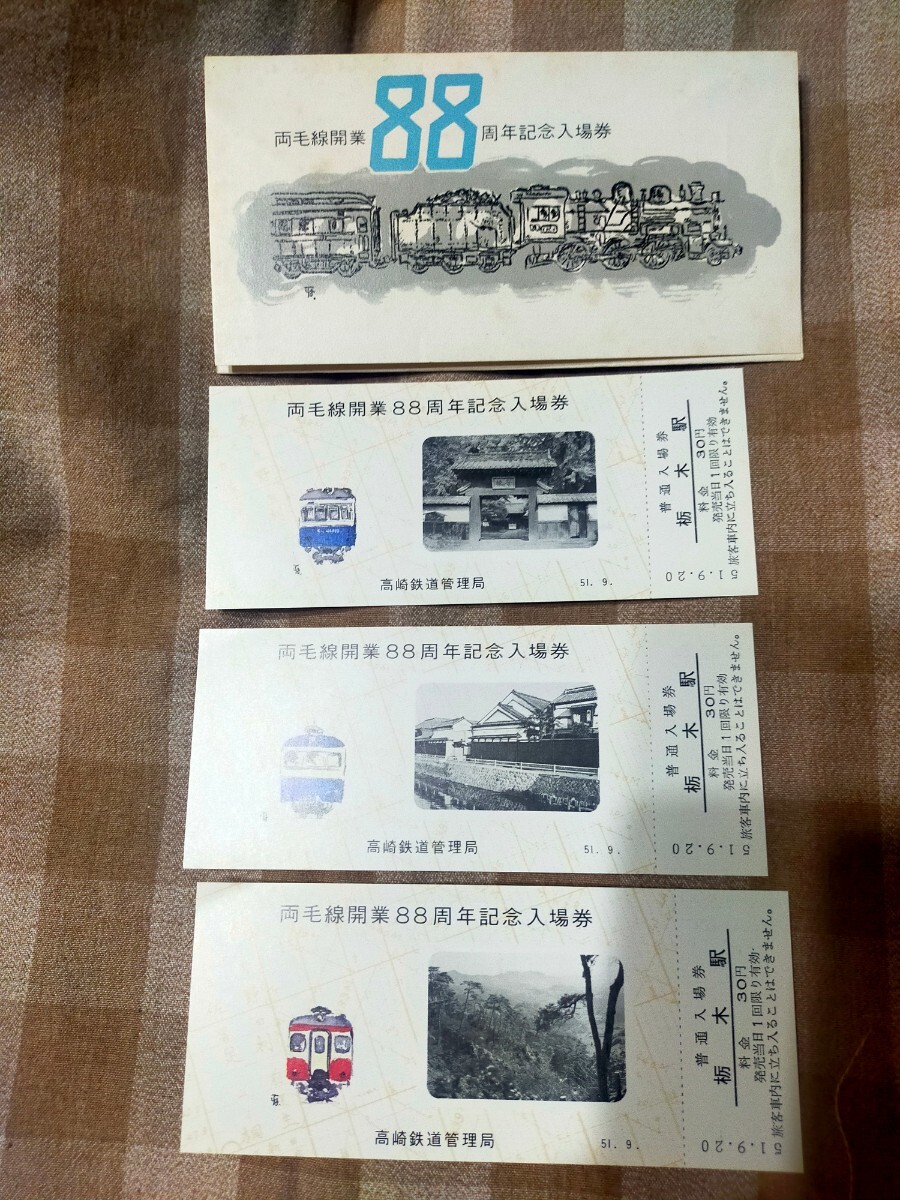 両毛線開業88周年記念入場券
両毛線開業88周年記念入場券
高崎鉄道管理局
51.9.
普通入場券
栃木駅
料金30円
発売当日1回限り有効
旅客車内に立ち入ることはできません。
51.9.20
両毛線開業88周年記念入場券
高崎鉄道管理局
51.9.
普通入場券
栃木駅
料金30円
発売当日1回限り有効
旅客車内に立ち入ることはできません。
51.9.20
両毛線開業88周年記念入場券
高崎鉄道管理局
51.9.
普通入場券
栃木駅
料金30円
発売当日1回限り有効
旅客車内に立ち入ることはできません。
51.9.20